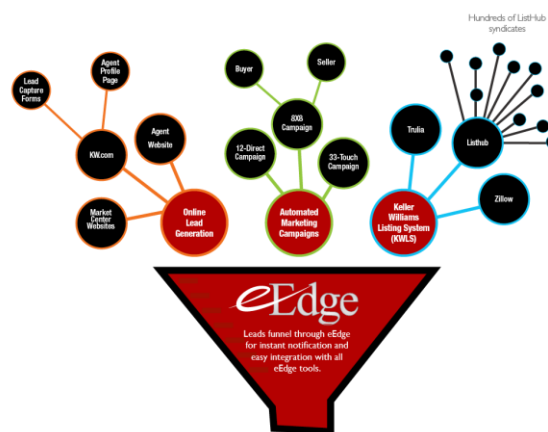 Hundreds of ListHub
syndicates
Lead
Capture
Forms
Agent
Profile
Page
KW.com
Agent
Website
Market
Center
Websites
Online
Lead
Generation
Buyer
Seller
8X8
Campaign
12-Direct
Campaign
33-Touch
Campaign
Automated
Marketing
Campaigns
Trulia
Listhub
Zillow
Keller
Williams
Listing System
(KWLS)
eEdge
Leads funnel through eEdge
for instant notification and
easy integration with all
eEdge tools.